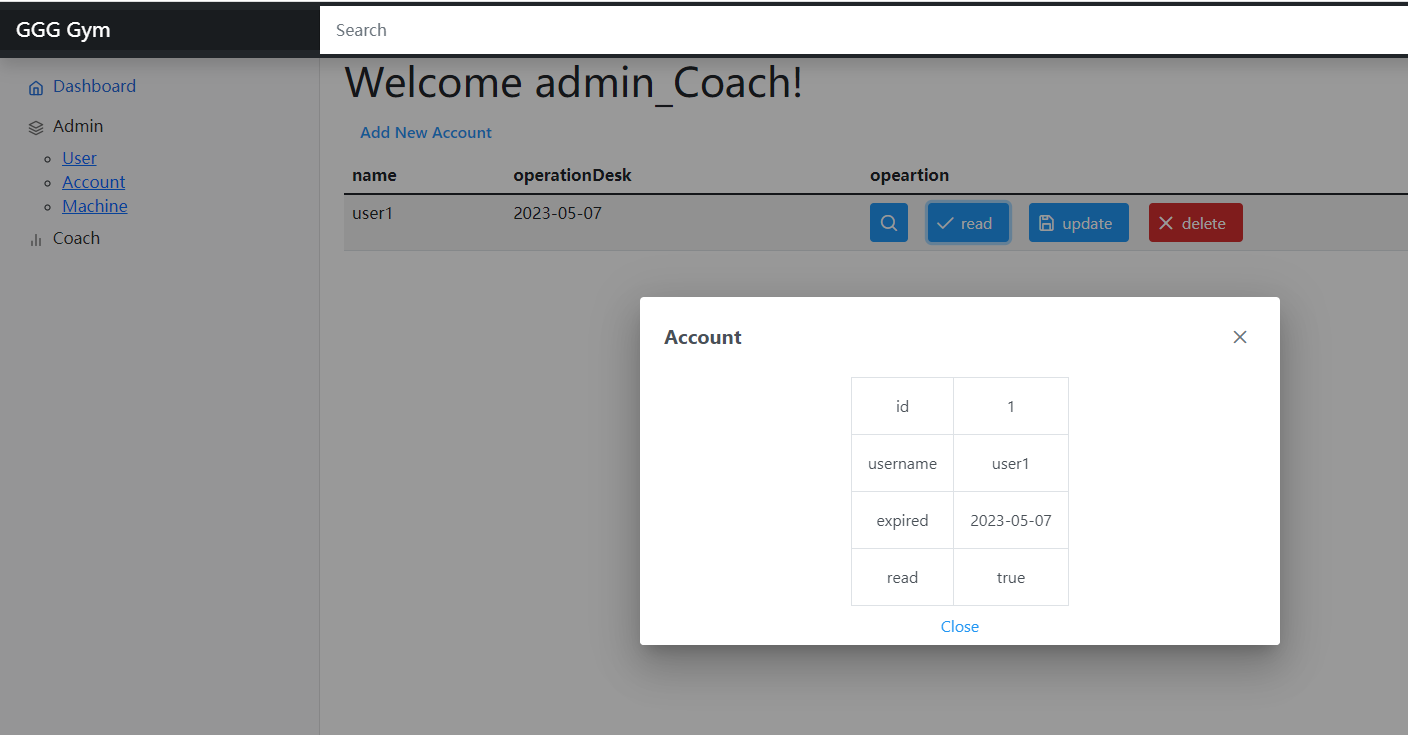 GGG Gym
Search
Dashboard
Admin
User
Account
Machine
Coach
Welcome admin_Coach!
Add New Account
name operationDesk opeartion
user1 2023-05-07 read update delete
Account
id 1
username user1
expired 2023-05-07
read true
Close